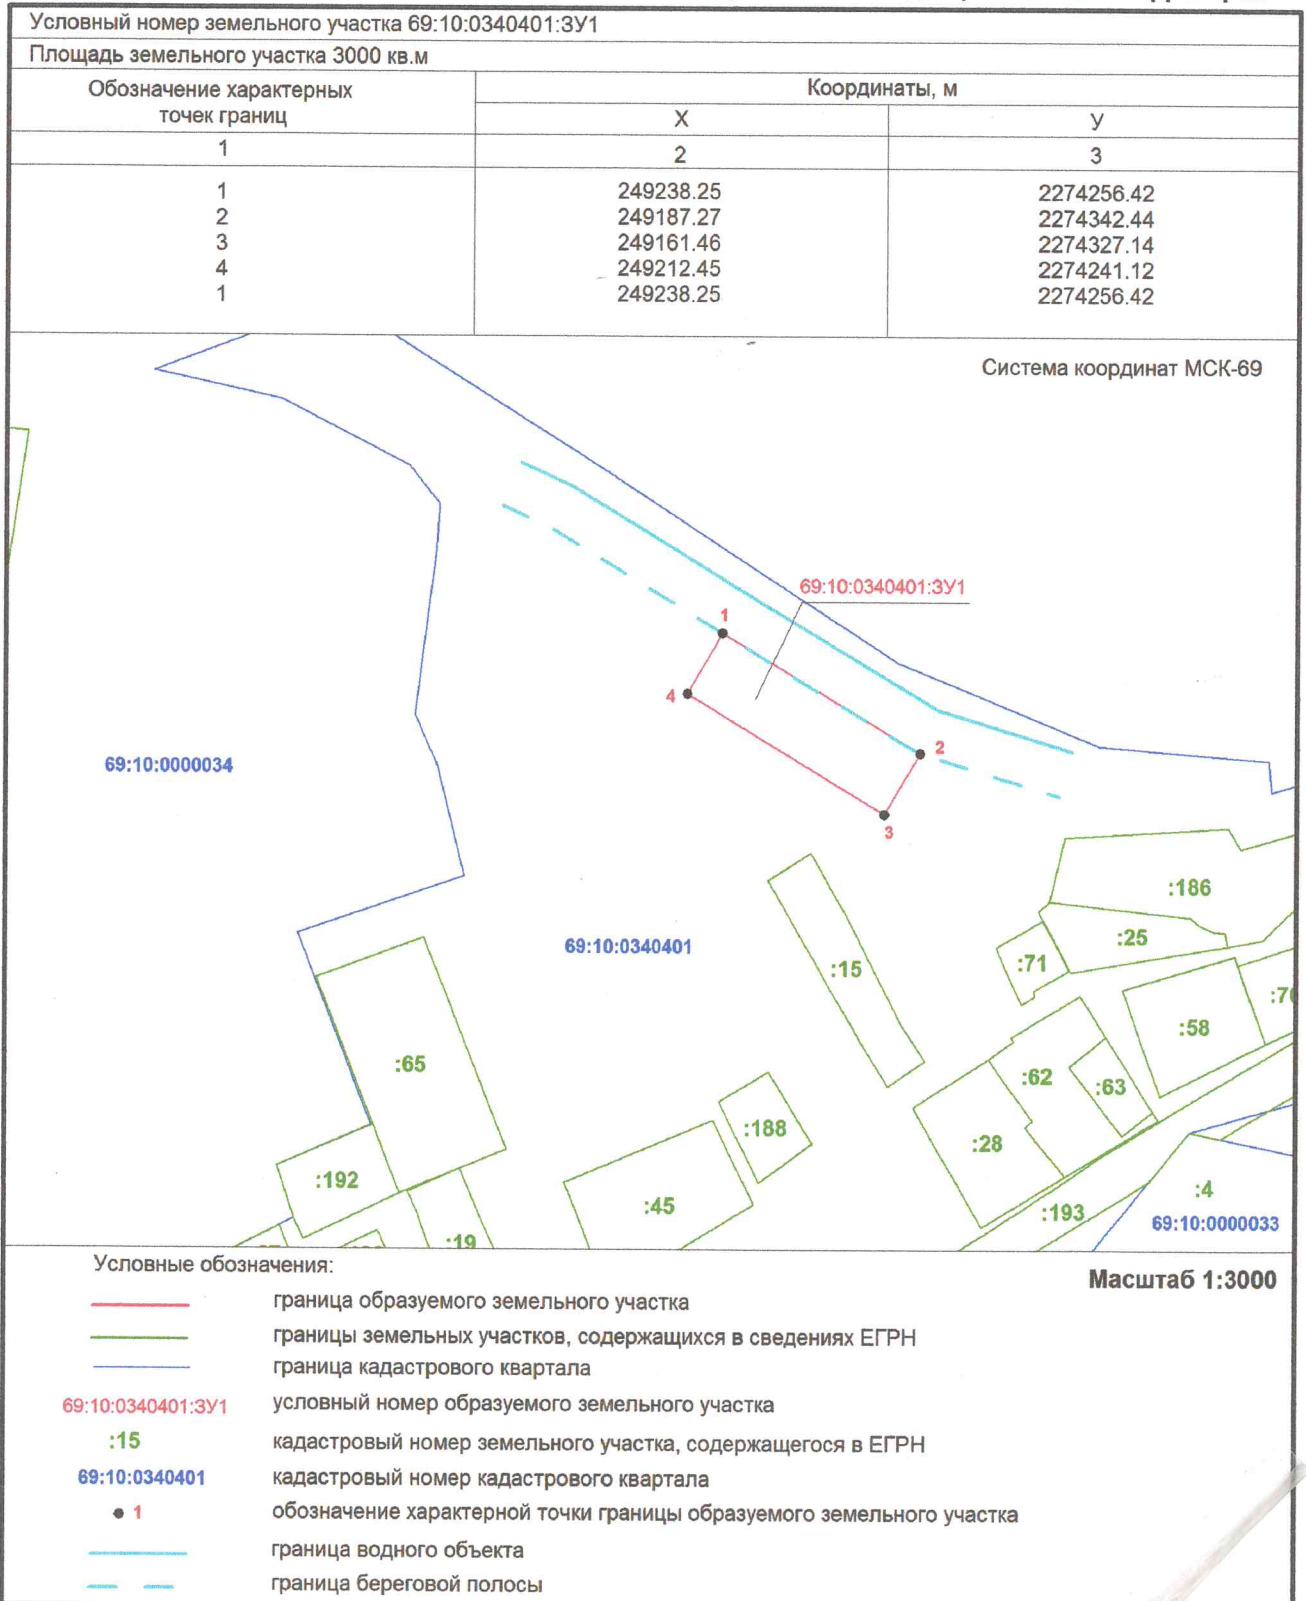 Условный номер земельного участка 69:10:0340401:ЗУ1
Площадь земельного участка 3000 кв.м
Обозначение характерных точек границ
Координаты, м
X
У
1
2
3
1 249238.25 2274256.42
2 249187.27 2274342.44
3 249161.46 2274327.14
4 249212.45 2274241.12
1 249238.25 2274256.42
Система координат МСК-69
69:10:0340401:ЗУ1
1
4
2
3
69:10:0000034
69:10:0340401
:186
:25
:71
:15
:58
:65
:62
:63
:188
:28
:192
:45
:193
:4
69:10:0000033
:19
Условные обозначения:
Масштаб 1:3000
граница образуемого земельного участка
границы земельных участков, содержащихся в сведениях ЕГРН
граница кадастрового квартала
69:10:0340401:ЗУ1 условный номер образуемого земельного участка
:15 кадастровый номер земельного участка, содержащегося в ЕГРН
69:10:0340401 кадастровый номер кадастрового квартала
1 обозначение характерной точки границы образуемого земельного участка
граница водного объекта
граница береговой полосы